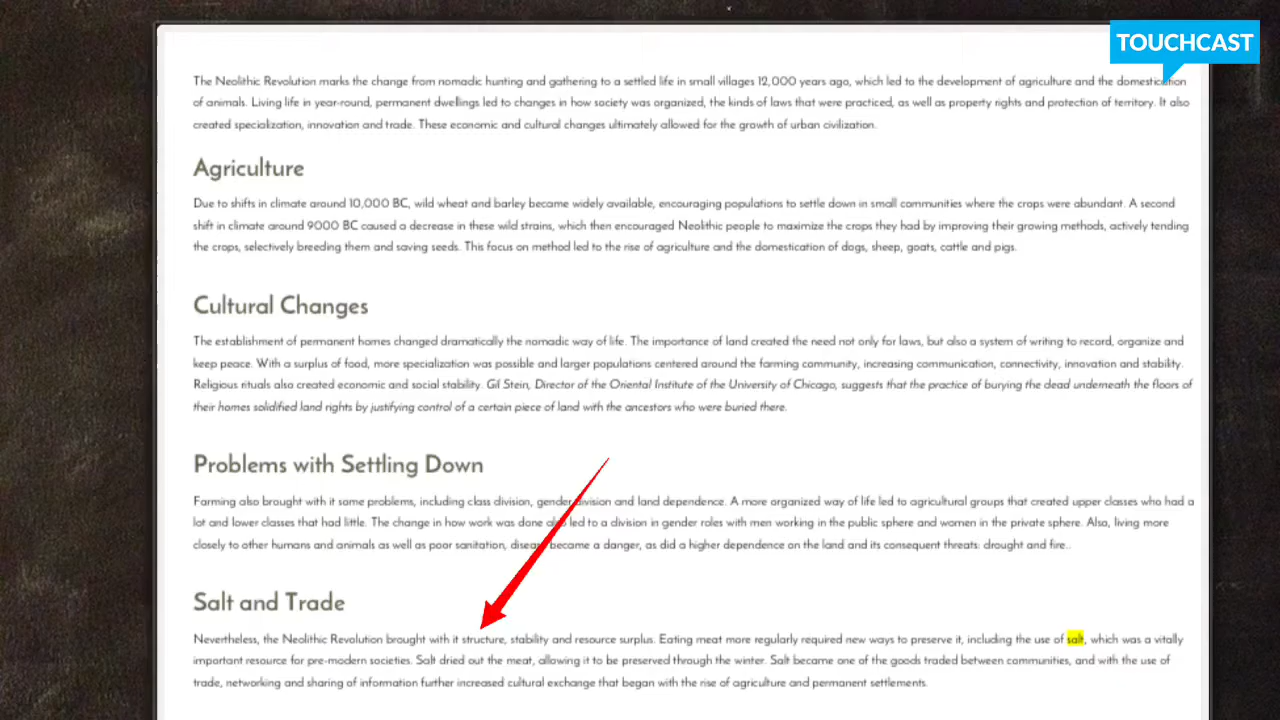 TOUCHCAST
The Neolithic Revolution marks the change from nomadic hunting and gathering to a settled life in small villages 12,000 years ago, which led to the development of agriculture and the domestication
of animals. Living life in year-round, permanent dwellings led to changes in how society was organized, the kinds of laws that were practiced, as well as property rights and protection of territory. It also
created specialization, innovation and trade. These economic and cultural changes ultimately allowed for the growth of urban civilization.
Agriculture
Due to shifts in climate around 10,000 BC, wild wheat and barley became widely available, encouraging populations to settle down in small communities where the crops were abundant. A second
shift in climate around 9000 BC caused a decrease in these wild strains, which then encouraged Neolithic people to maximize the crops they had by improving their growing methods, actively tending
the crops, selectively breeding them and saving seeds. This focus on method led to the rise of agriculture and the domestication of dogs, sheep, goats, cattle and pigs.
Cultural Changes
The establishment of permanent homes changed dramatically the nomadic way of life. The importance of land created the need not only for laws, but also a system of writing to record, organize and
keep peace. With a surplus of food, more specialization was possible and larger populations centered around the farming community, increasing communication, connectivity, innovation and stability.
Religious rituals also created economic and social stability. Gil Stein, Director of the Oriental Institute of the University of Chicago, suggests that the practice of burying the dead underneath the floors of
their homes solidified land rights by justifying control of a certain piece of land with the ancestors who were buried there.
Problems with Settling Down
Farming also brought with it some problems, including class division, gender division and land dependence. A more organized way of life led to agricultural groups that created upper classes who had a
lot and lower classes that had little. The change in how work was done also led to a division in gender roles with men working in the public sphere and women in the private sphere. Also, living more
closely to other humans and animals as well as poor sanitation, disease became a danger, as did a higher dependence on the land and its consequent threats: drought and fire..
Salt and Trade
Nevertheless, the Neolithic Revolution brought with it structure, stability and resource surplus. Eating meat more regularly required new ways to preserve it, including the use of salt, which was a vitally
important resource for pre-modern societies. Salt dried out the meat, allowing it to be preserved through the winter. Salt became one of the goods traded between communities, and with the use of
trade, networking and sharing of information further increased cultural exchange that began with the rise of agriculture and permanent settlements.